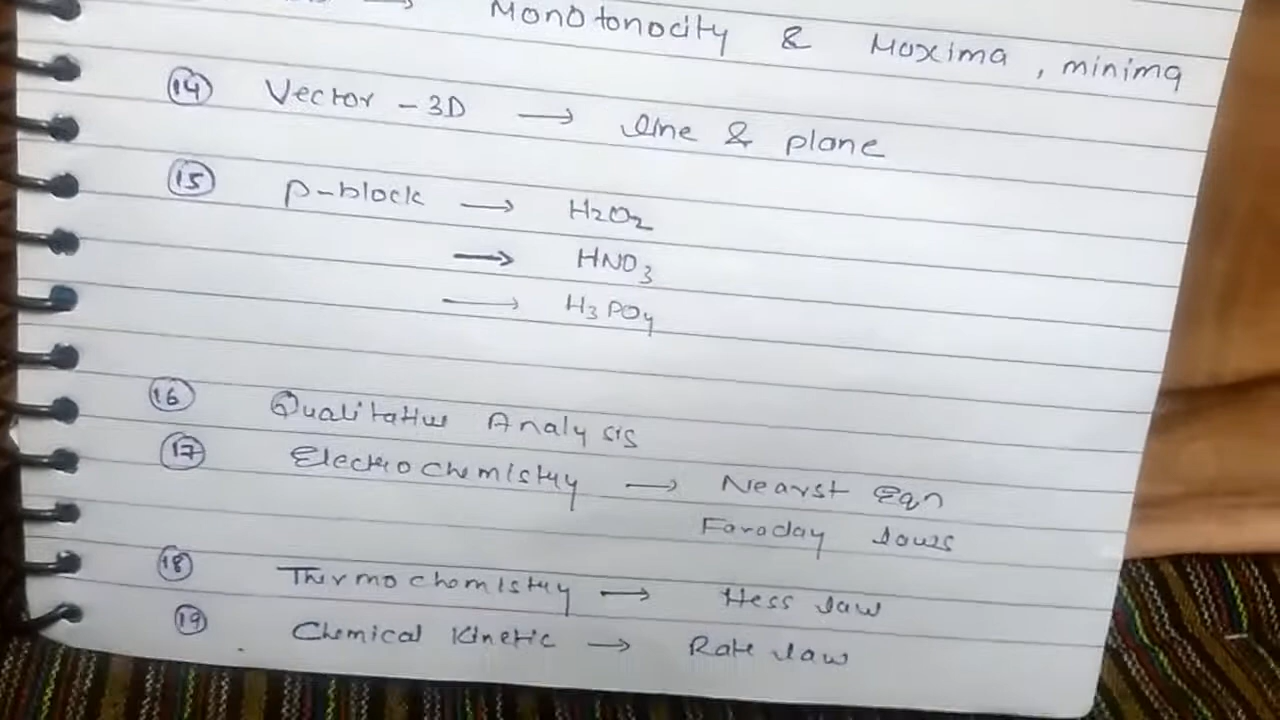 → Monotonocity & Maxima, minima
14 Vector - 3D → line & plane
15 p-block → H2O2
→ HNO3
→ H3PO4
16 Qualitative Analysis
17 Electrochemistry → Nearst Eqn
Faraday laws
18 Thermochemistry → Hess law
19 Chemical Kinetic → Rate law